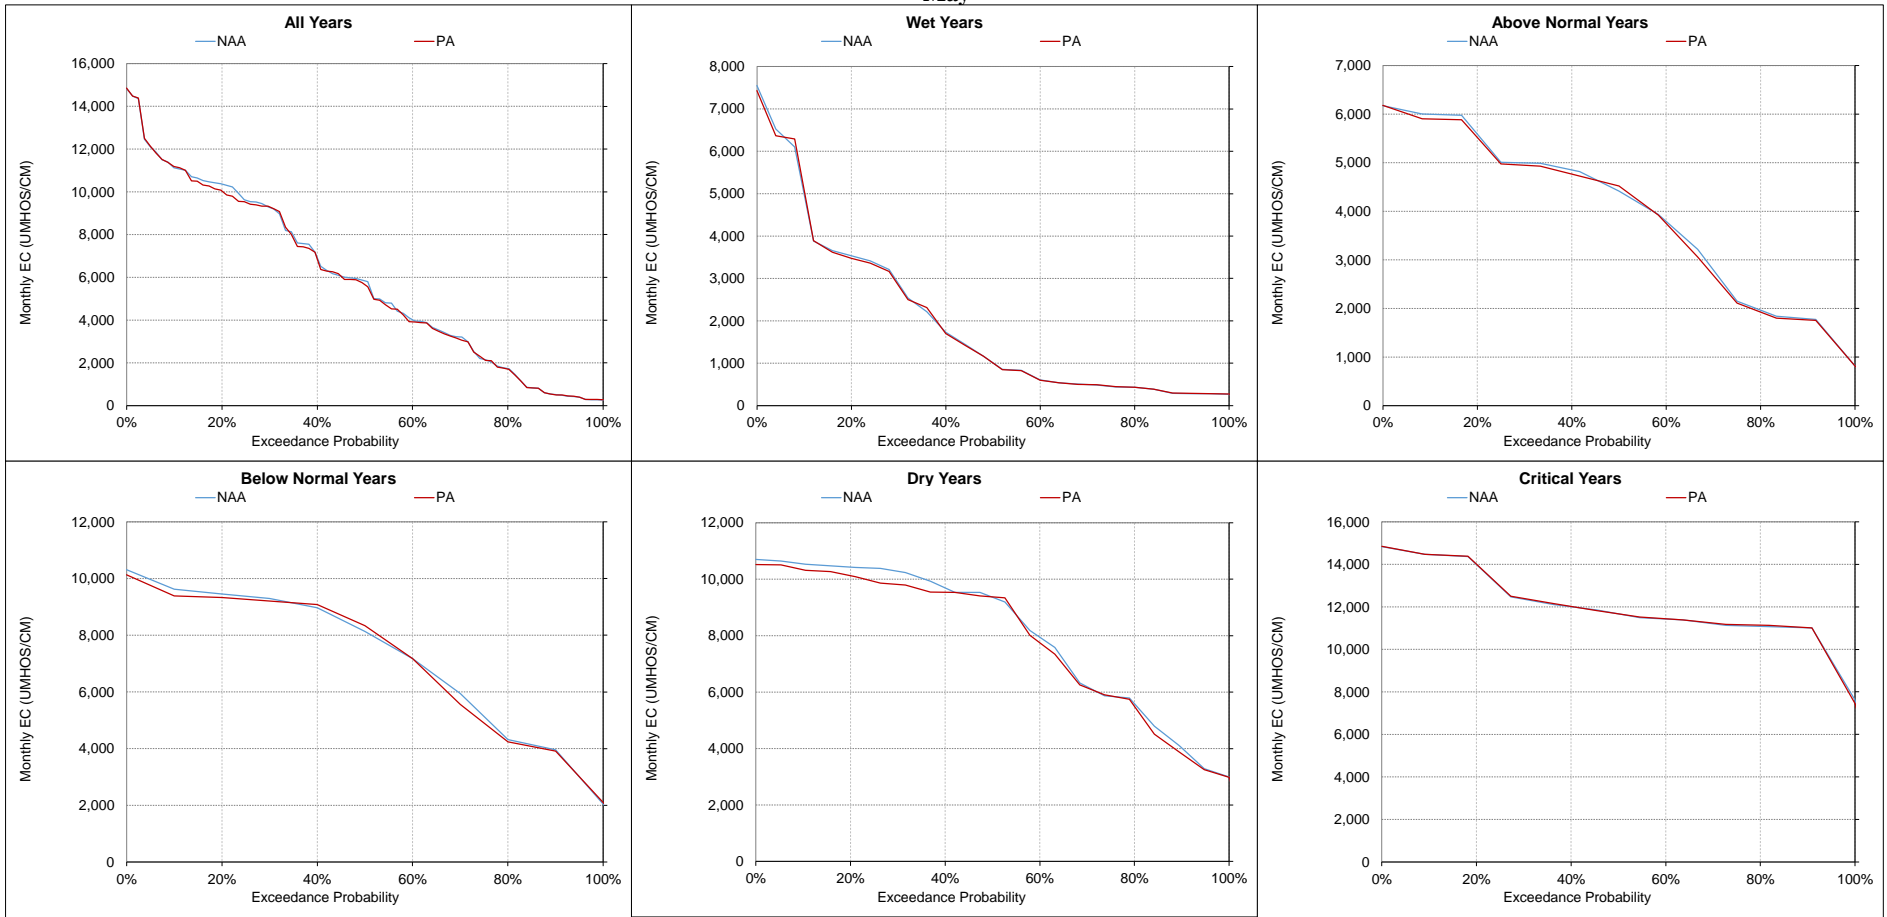 May
All Years
NAA PA
16,000
14,000
12,000
10,000
8,000
6,000
4,000
2,000
0
Monthly EC (UMHOS/CM)
0% 20% 40% 60% 80% 100%
Exceedance Probability
Wet Years
NAA PA
8,000
7,000
6,000
5,000
4,000
3,000
2,000
1,000
0
Monthly EC (UMHOS/CM)
0% 20% 40% 60% 80% 100%
Exceedance Probability
Above Normal Years
NAA PA
7,000
6,000
5,000
4,000
3,000
2,000
1,000
0
Monthly EC (UMHOS/CM)
0% 20% 40% 60% 80% 100%
Exceedance Probability
Below Normal Years
NAA PA
12,000
10,000
8,000
6,000
4,000
2,000
0
Monthly EC (UMHOS/CM)
0% 20% 40% 60% 80% 100%
Exceedance Probability
Dry Years
NAA PA
12,000
10,000
8,000
6,000
4,000
2,000
0
Monthly EC (UMHOS/CM)
0% 20% 40% 60% 80% 100%
Exceedance Probability
Critical Years
NAA PA
16,000
14,000
12,000
10,000
8,000
6,000
4,000
2,000
0
Monthly EC (UMHOS/CM)
0% 20% 40% 60% 80% 100%
Exceedance Probability